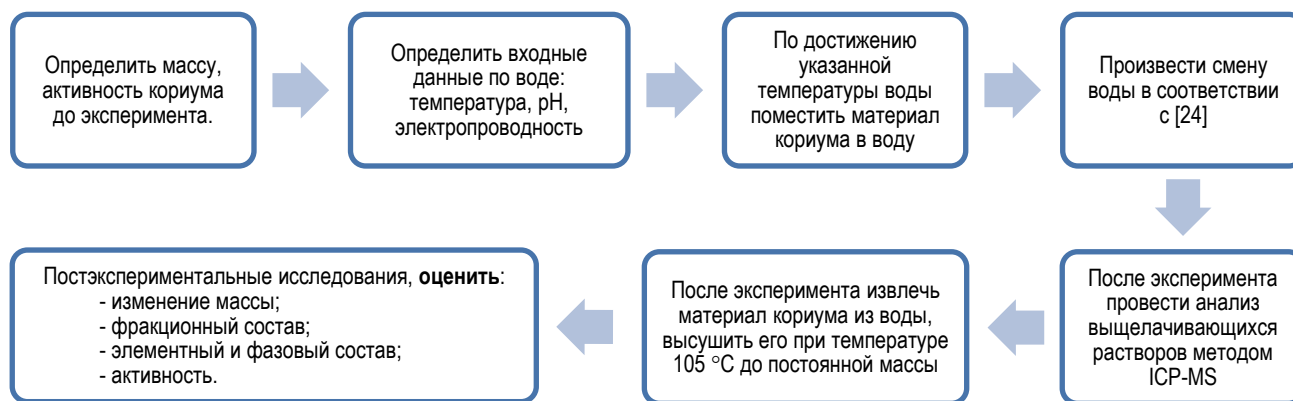 Определить массу,
активность кориума
до эксперимента.
Определить входные
данные по воде:
температура, pH,
электропроводность
По достижению
указанной
температуры воды
поместить материал
кориума в воду
Произвести смену
воды в соответствии
с [24]
После эксперимента
провести анализ
выщелачивающихся
растворов методом
ICP-MS
После эксперимента извлечь
материал кориума из воды,
высушить его при температуре
105 °C до постоянной массы
Постэкспериментальные исследования, оценить:
- изменение массы;
- фракционный состав;
- элементный и фазовый состав;
- активность.